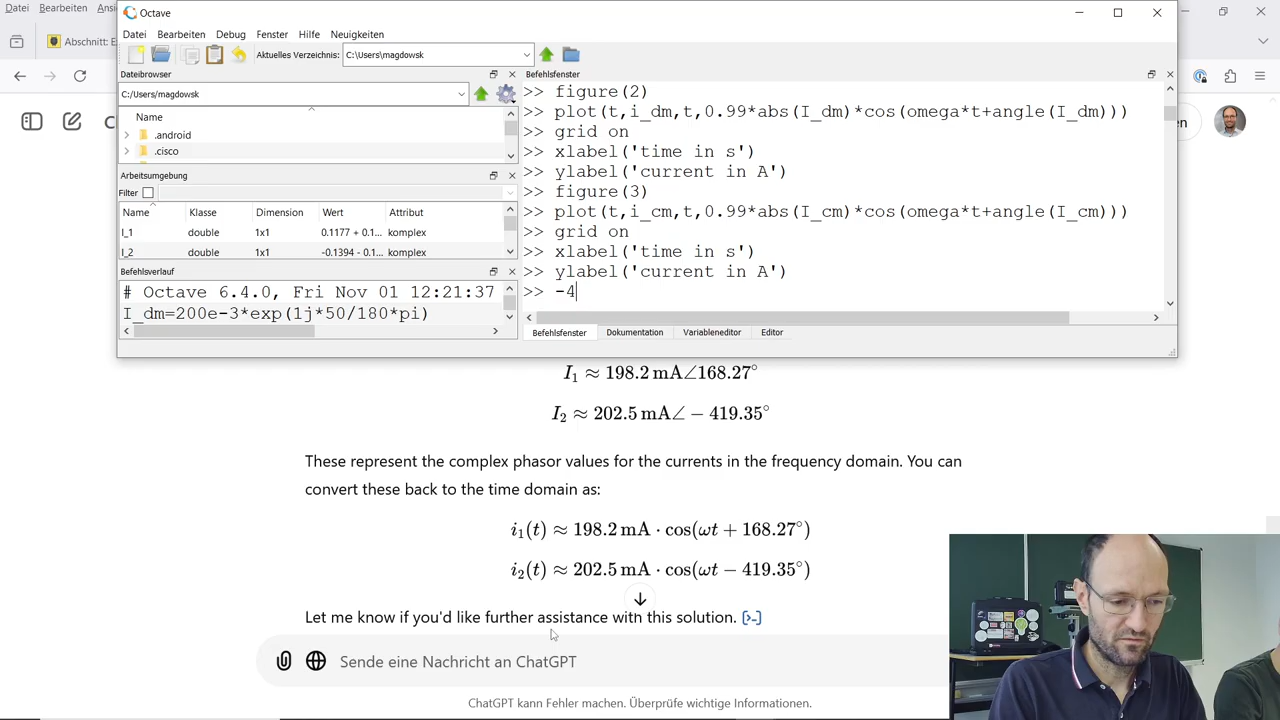 Datei Bearbeiten Ansi
Octave
Datei Bearbeiten Debug Fenster Hilfe Neuigkeiten
Abschnitt: E
Aktuelles Verzeichnis: C:\Users\magdowsk
Dateibrowser
C:/Users/magdowsk
Name
.android
.cisco
Arbeitsumgebung
Filter
Name Klasse Dimension Wert Attribut
I_1 double 1x1 0.1177 + 0.1... komplex
I_2 double 1x1 -0.1394 - 0.1... komplex
Befehlsverlauf
# Octave 6.4.0, Fri Nov 01 12:21:37
I_dm=200e-3*exp(1j*50/180*pi)
Befehlsfenster
>> figure(2)
>> plot(t,i_dm,t,0.99*abs(I_dm)*cos(omega*t+angle(I_dm)))
>> grid on
>> xlabel('time in s')
>> ylabel('current in A')
>> figure(3)
>> plot(t,i_cm,t,0.99*abs(I_cm)*cos(omega*t+angle(I_cm)))
>> grid on
>> xlabel('time in s')
>> ylabel('current in A')
>> -4
Befehlsfenster Dokumentation Variableneditor Editor
I₁ ≈ 198.2 mA∠168.27°
I₂ ≈ 202.5 mA∠ − 419.35°
These represent the complex phasor values for the currents in the frequency domain. You can
convert these back to the time domain as:
i₁(t) ≈ 198.2 mA · cos(ωt + 168.27°)
i₂(t) ≈ 202.5 mA · cos(ωt − 419.35°)
Let me know if you'd like further assistance with this solution. [>-]
Sende eine Nachricht an ChatGPT
ChatGPT kann Fehler machen. Überprüfe wichtige Informationen.